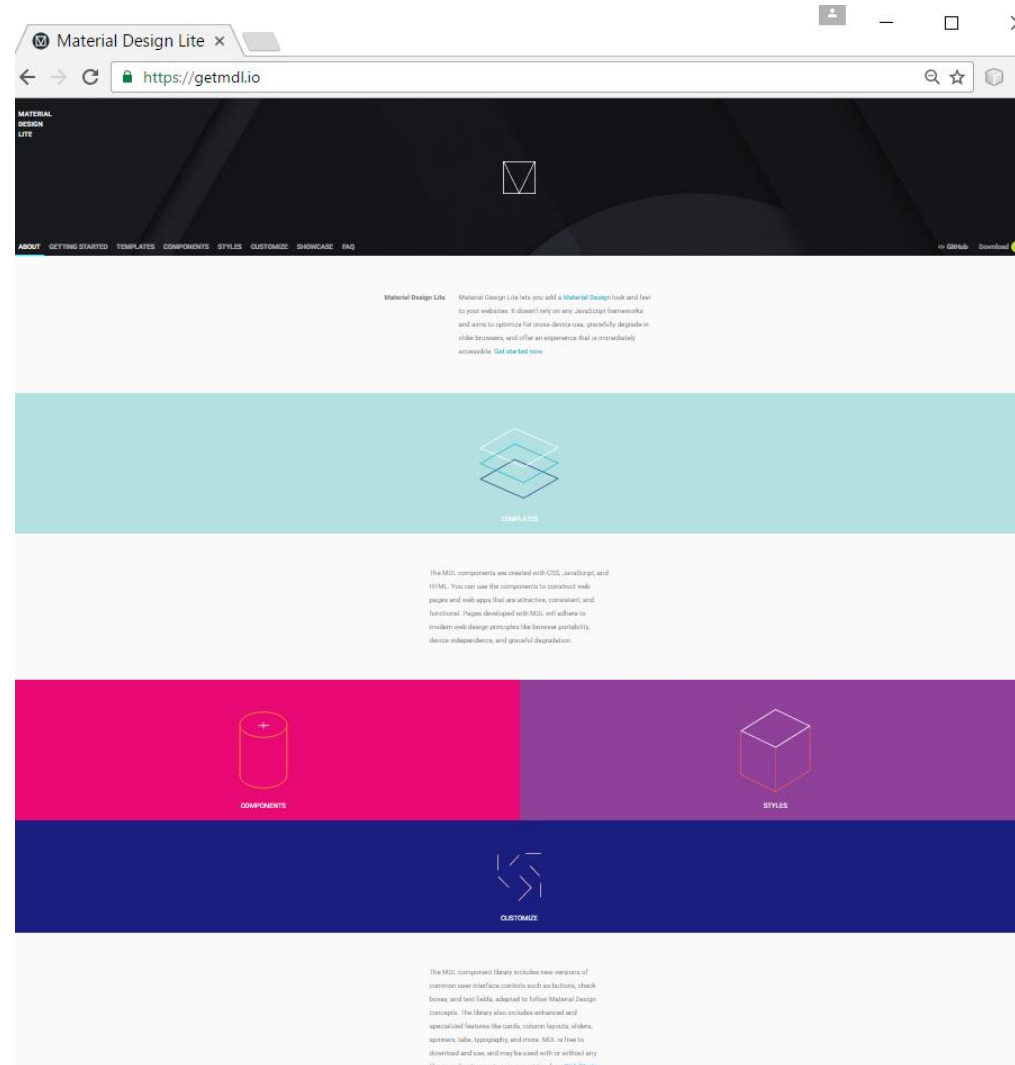 Material Design Lite
https://getmdl.io
MATERIAL
DESIGN
LITE
ABOUT GETTING STARTED TEMPLATES COMPONENTS STYLES CUSTOMIZE SHOWCASE FAQ
GitHub Download
Material Design Lite
Material Design Lite lets you add a Material Design look and feel
to your websites. It doesn't rely on any JavaScript frameworks
and aims to optimize for cross-device use, gracefully degrade in
older browsers, and offer an experience that is immediately
accessible. Get started now.
TEMPLATES
The MDL components are created with CSS, JavaScript, and
HTML. You can use the components to construct web
pages and web apps that are attractive, consistent, and
functional. Pages developed with MDL will adhere to
modern web design principles like browser portability,
device independence, and graceful degradation.
COMPONENTS
STYLES
CUSTOMIZE
The MDL component library includes new versions of
common user interface controls such as buttons, check
boxes, and text fields, adapted to follow Material Design
concepts. The library also includes enhanced and
specialized features like cards, column layouts, sliders,
spinners, tabs, typography, and more. MDL is free to
download and use, and may be used with or without any